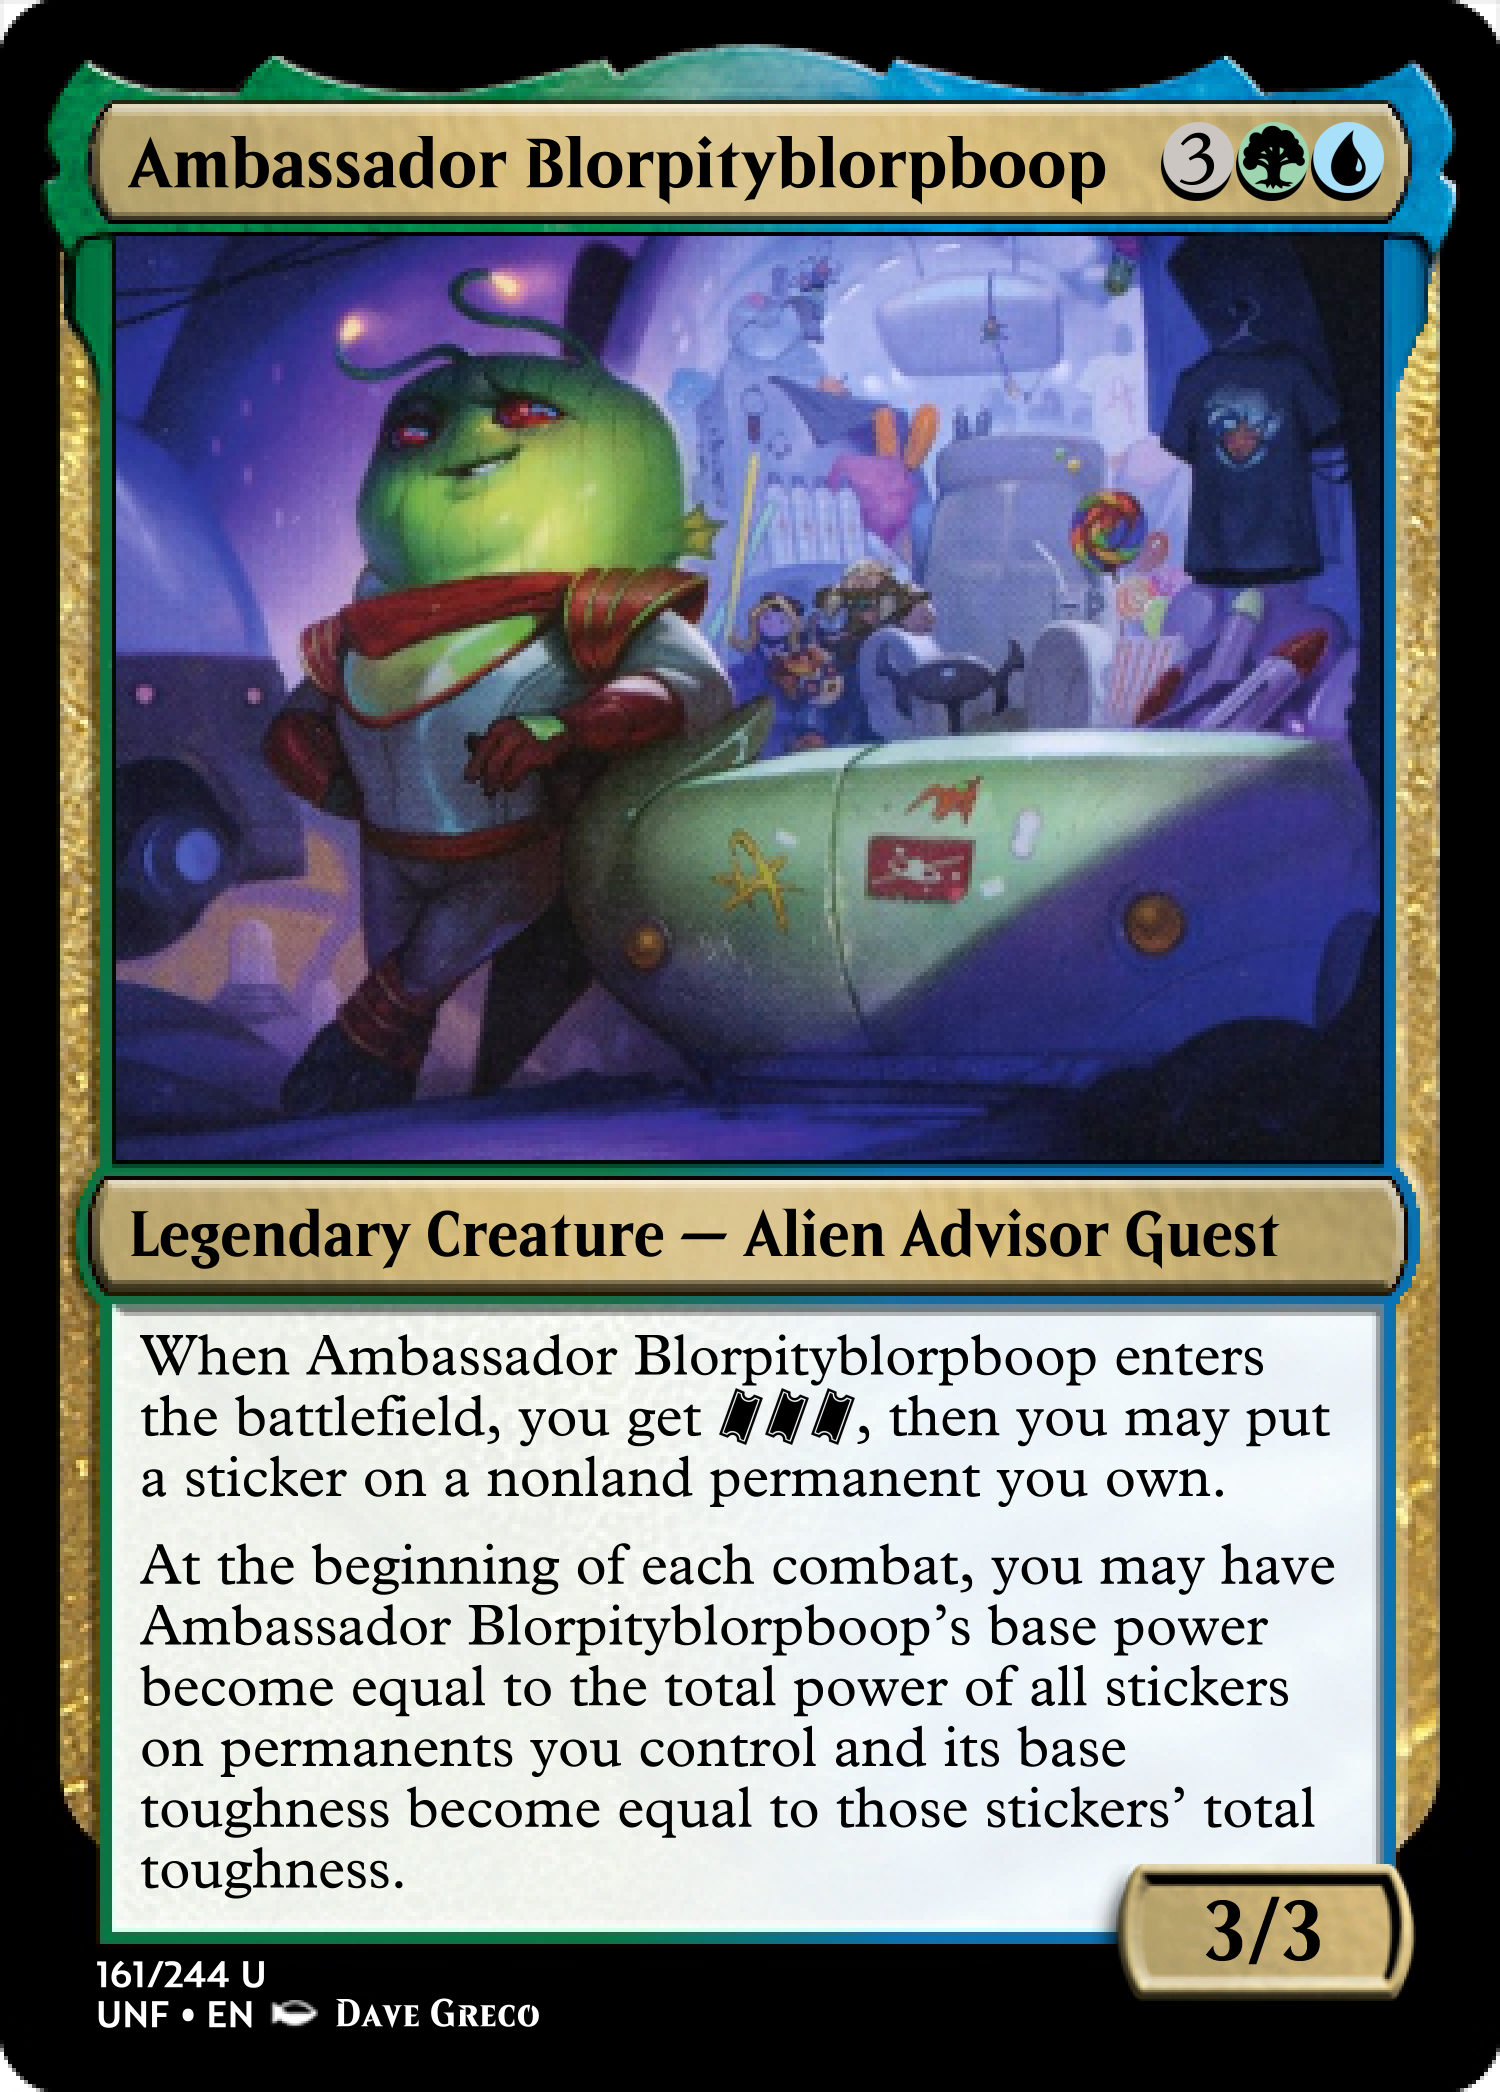 Ambassador Blorpityblorpboop 3
Legendary Creature — Alien Advisor Guest
When Ambassador Blorpityblorpboop enters
the battlefield, you get , then you may put
a sticker on a nonland permanent you own.
At the beginning of each combat, you may have
Ambassador Blorpityblorpboop’s base power
become equal to the total power of all stickers
on permanents you control and its base
toughness become equal to those stickers’ total
toughness.
3/3
161/244 U
UNF • EN Dave Greco